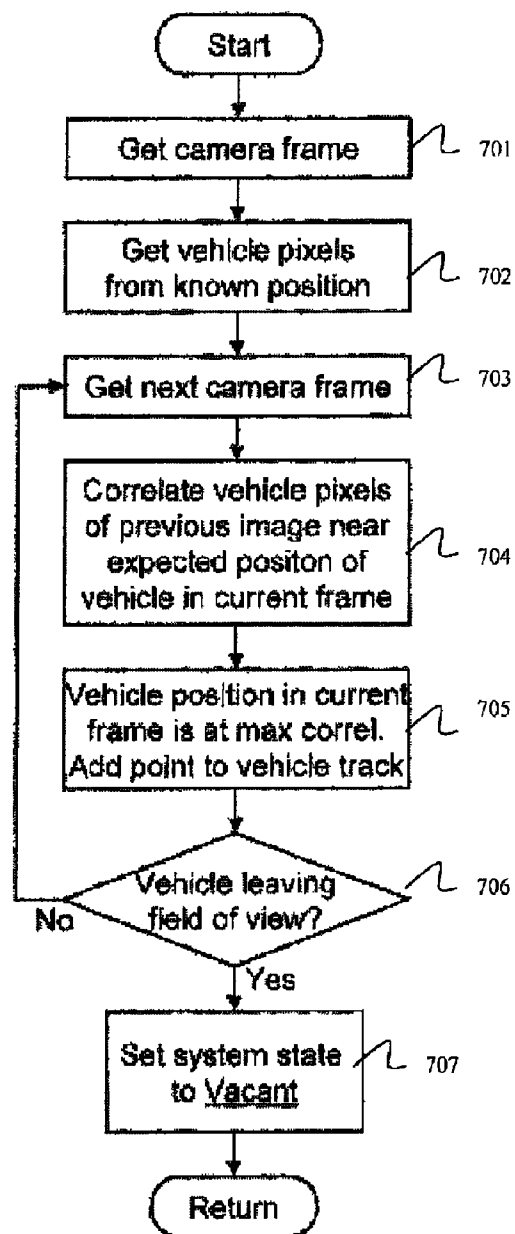 Start
Get camera frame
701
Get vehicle pixels
from known position
702
Get next camera frame
703
Correlate vehicle pixels
of previous image near
expected positon of
vehicle in current frame
704
Vehicle position in current
frame is at max correl.
Add point to vehicle track
705
Vehicle leaving
field of view?
706
No
Yes
Set system state
to Vacant
707
Return